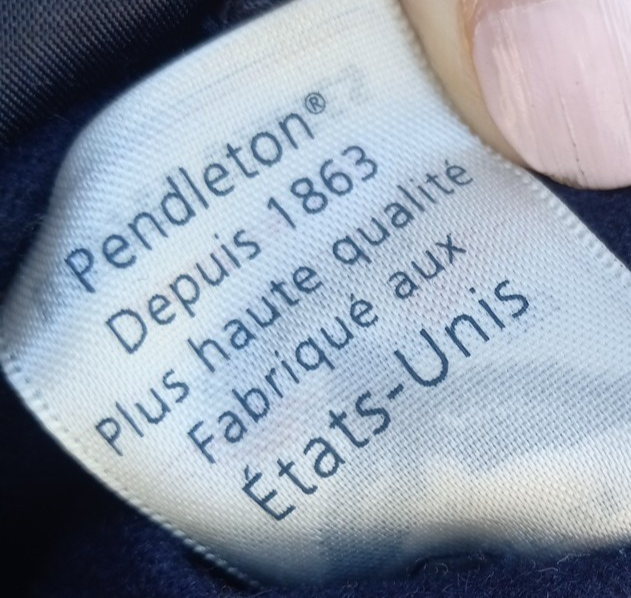 Pendleton®
Depuis 1863
Plus haute qualité
Fabriqué aux
États-Unis